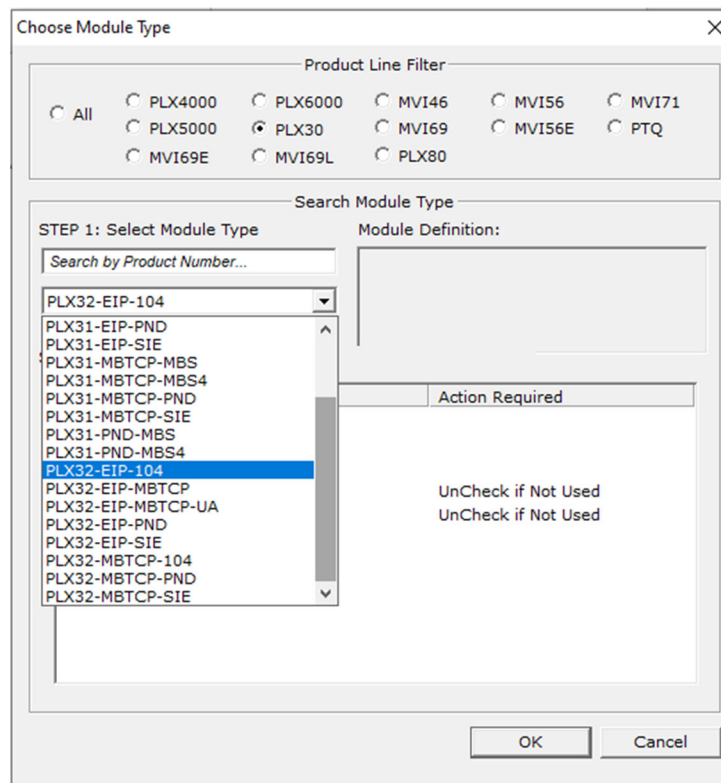 Choose Module Type
Product Line Filter
All
PLX4000 PLX6000 MVI46 MVI56 MVI71
PLX5000 PLX30 MVI69 MVI56E PTQ
MVI69E MVI69L PLX80
Search Module Type
STEP 1: Select Module Type Module Definition:
Search by Product Number...
PLX32-EIP-104
PLX31-EIP-PND
PLX31-EIP-SIE
PLX31-MBTCP-MBS
PLX31-MBTCP-MBS4
PLX31-MBTCP-PND
PLX31-MBTCP-SIE
PLX31-PND-MBS
PLX31-PND-MBS4
PLX32-EIP-104
PLX32-EIP-MBTCP
PLX32-EIP-MBTCP-UA
PLX32-EIP-PND
PLX32-EIP-SIE
PLX32-MBTCP-104
PLX32-MBTCP-PND
PLX32-MBTCP-SIE
Action Required
UnCheck if Not Used
UnCheck if Not Used
OK Cancel